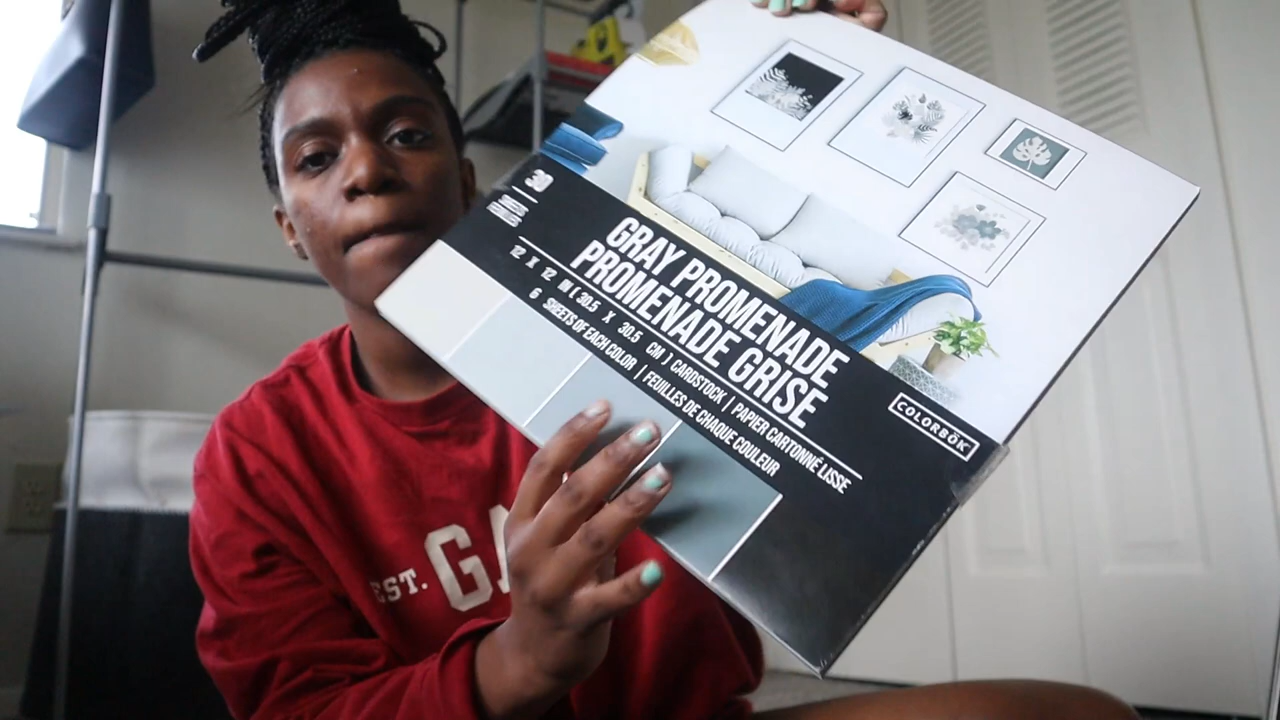 30
GRAY PROMENADE
PROMENADE GRISE
12 X 12 IN [ 30.5 X 30.5 CM ] CARDSTOCK | PAPIER CARTONNÉ LISSE
6 SHEETS OF EACH COLOR | FEUILLES DE CHAQUE COULEUR
COLORBÖK
EST. GA